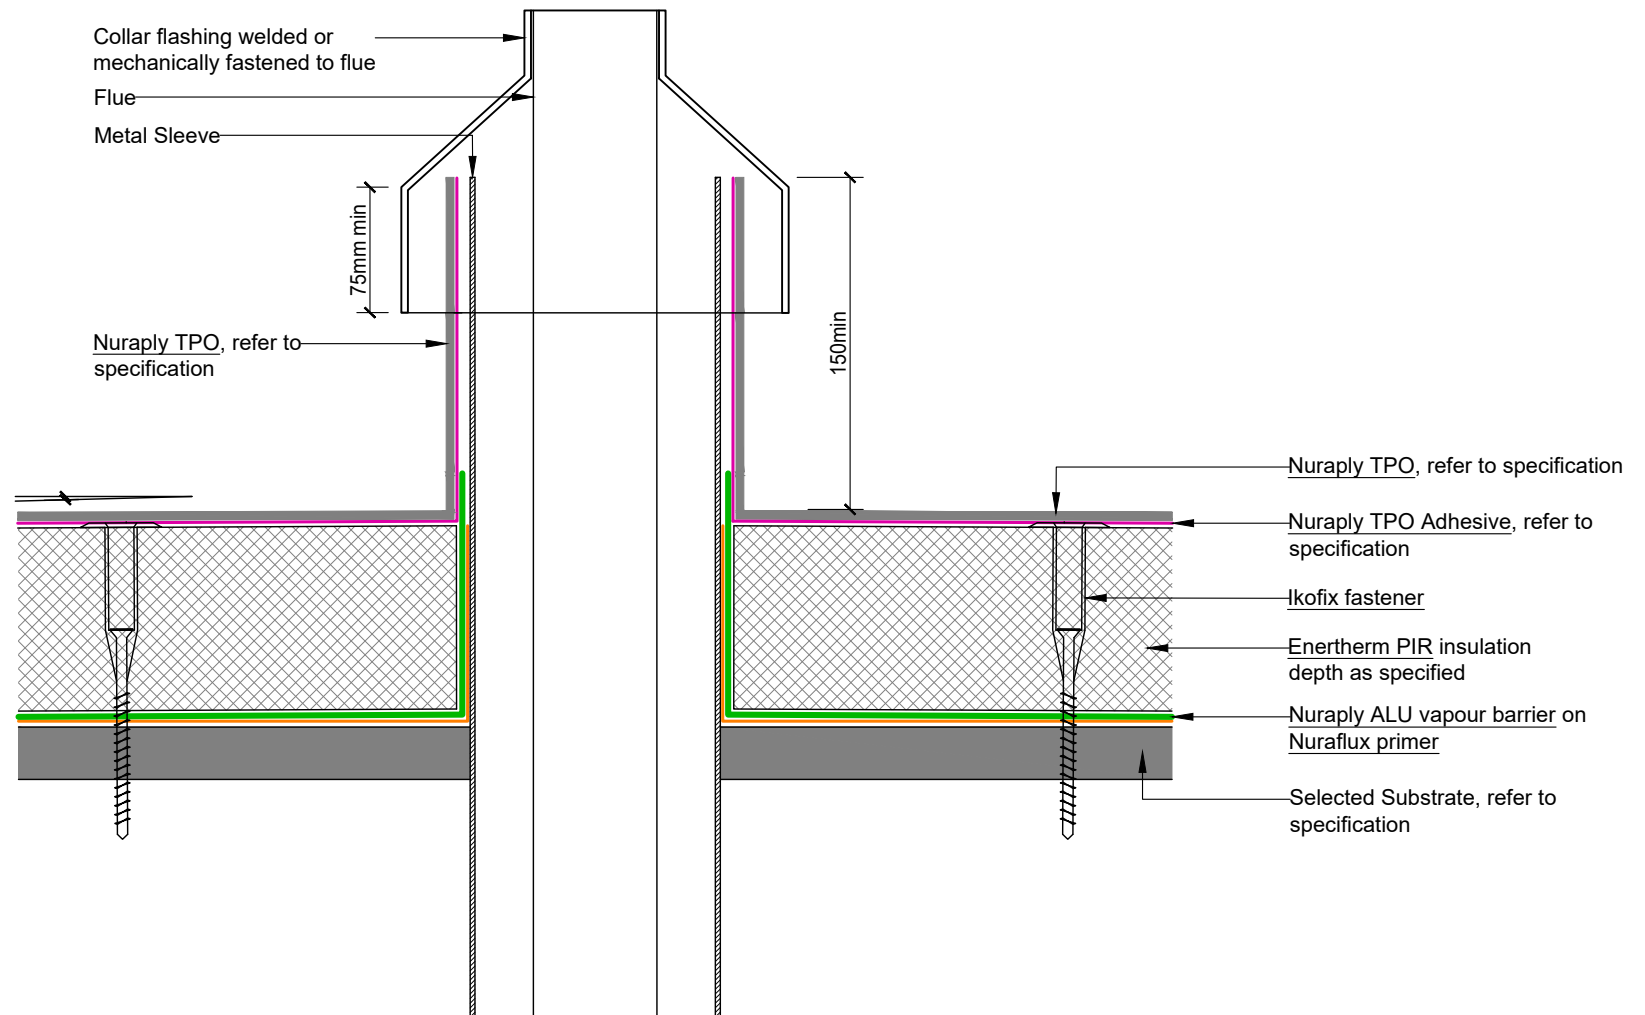 Collar flashing welded or
mechanically fastened to flue
Flue
Metal Sleeve
75mm min
Nuraply TPO, refer to
specification
150min
Nuraply TPO, refer to specification
Nuraply TPO Adhesive, refer to
specification
Ikofix fastener
Enertherm PIR insulation
depth as specified
Nuraply ALU vapour barrier on
Nuraflux primer
Selected Substrate, refer to
specification